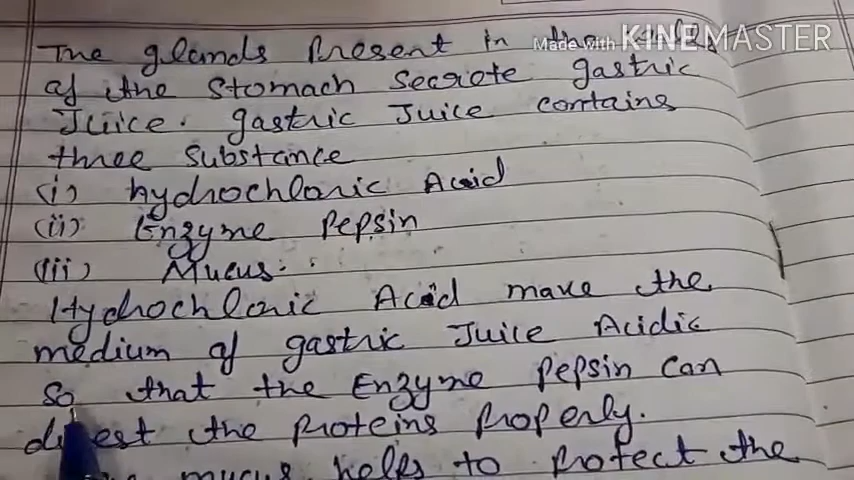 The glands Present in the
Made with KINEMASTER
of the Stomach Secrete gastric
Juice. gastric Juice contains
three Substance
(i) hydrochloric Acid
(ii) Enzyme Pepsin
(iii) Mucus.
Hydrochloric Acid make the
medium of gastric Juice Acidic
so that the Enzyme Pepsin can
the Proteins Properly.
mucus helps to Protect the